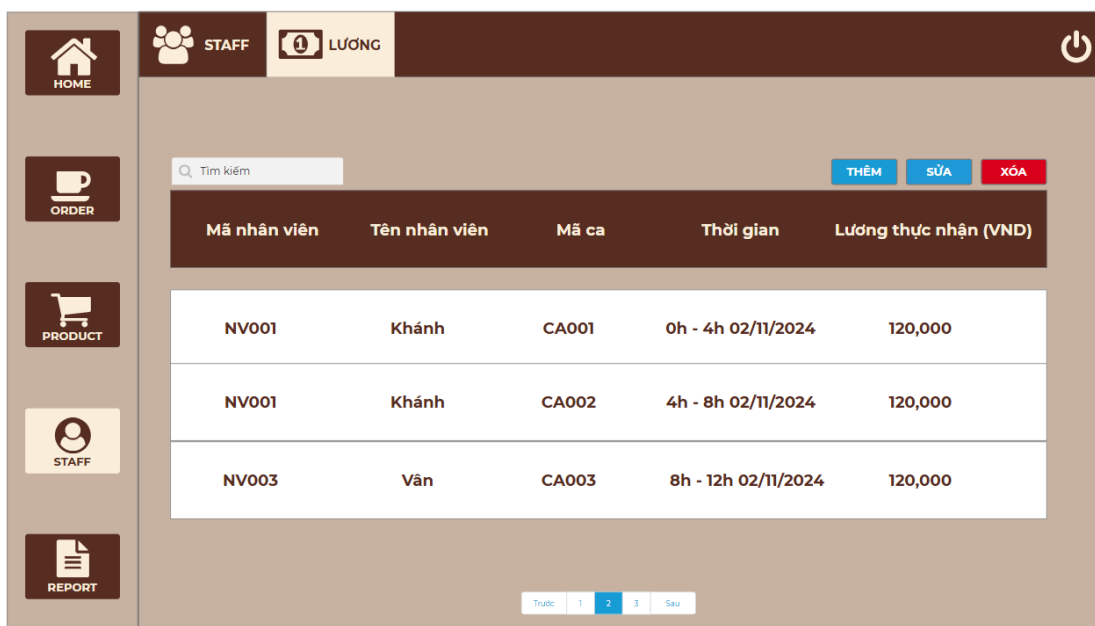 HOME
ORDER
PRODUCT
STAFF
REPORT
STAFF
1 LƯƠNG
Tìm kiếm
THÊM SỬA XÓA
Mã nhân viên Tên nhân viên Mã ca Thời gian Lương thực nhận (VND)
NV001 Khánh CA001 0h - 4h 02/11/2024 120,000
NV001 Khánh CA002 4h - 8h 02/11/2024 120,000
NV003 Vân CA003 8h - 12h 02/11/2024 120,000
Trước 1 2 3 Sau